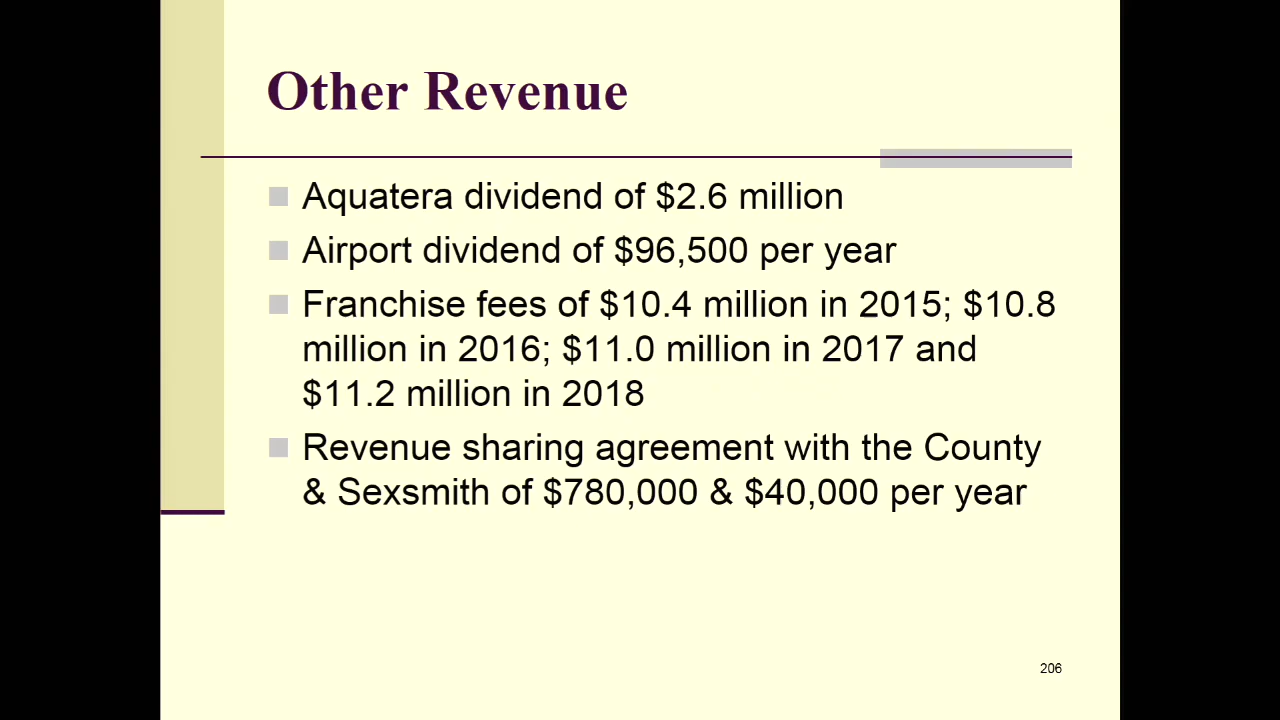 Other Revenue
Aquatera dividend of $2.6 million
Airport dividend of $96,500 per year
Franchise fees of $10.4 million in 2015; $10.8
million in 2016; $11.0 million in 2017 and
$11.2 million in 2018
Revenue sharing agreement with the County
& Sexsmith of $780,000 & $40,000 per year
206